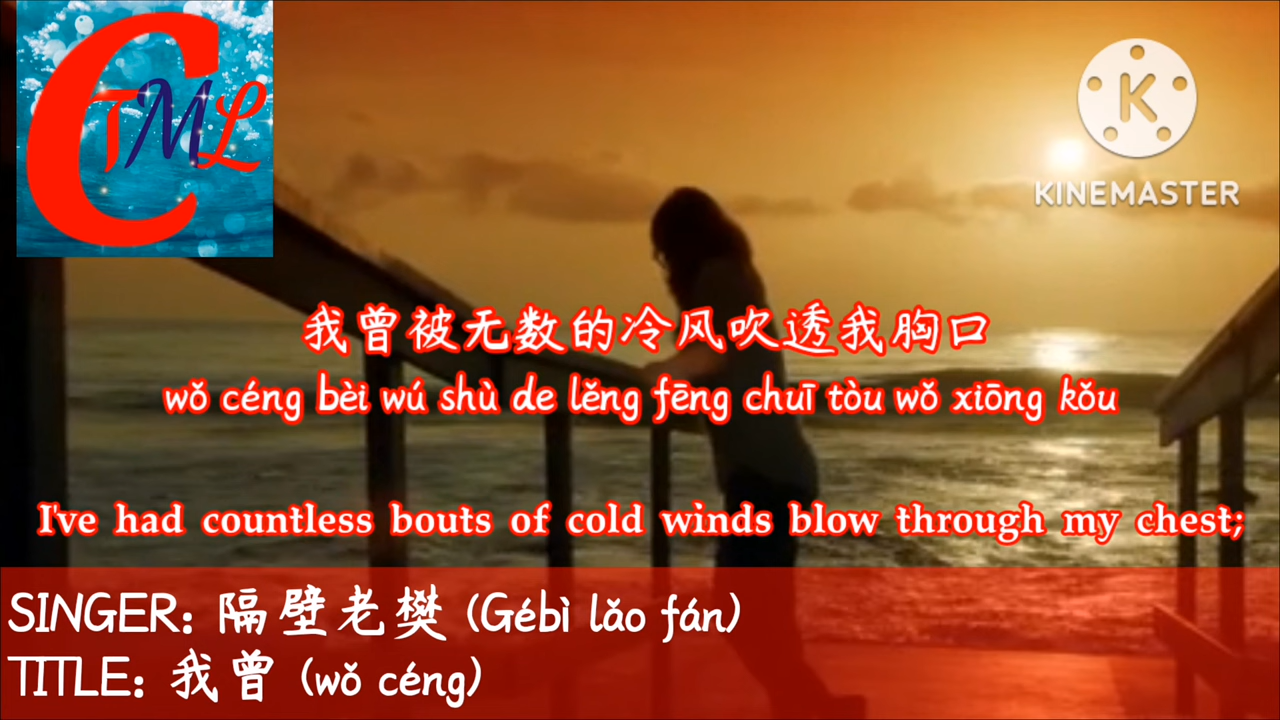 CTML
K
KINEMASTER
我曾被无数的冷风吹透我胸口
wǒ céng bèi wú shù de lěng fēng chuī tòu wǒ xiōng kǒu
I've had countless bouts of cold winds blow through my chest;
SINGER: 隔壁老樊 (Gébì lǎo fán)
TITLE: 我曾 (wǒ céng)